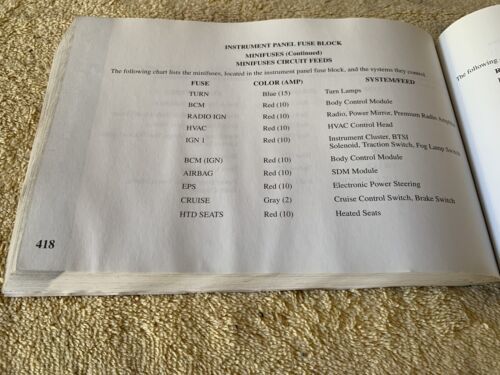 INSTRUMENT PANEL FUSE BLOCK
MINIFUSES (Continued)
MINIFUSES CIRCUIT FEEDS
The following chart lists the minifuses, located in the instrument panel fuse block, and the systems they control.
FUSE COLOR (AMP) SYSTEM/FEED
TURN Blue (15) Turn Lamps
BCM Red (10) Body Control Module
RADIO IGN Red (10) Radio, Power Mirror, Premium Radio,
HVAC Red (10) HVAC Control Head
IGN 1 Red (10) Instrument Cluster, BTSI
Solenoid, Traction Switch, Fog Lamp Switch
BCM (IGN) Red (10) Body Control Module
AIRBAG Red (10) SDM Module
EPS Red (10) Electronic Power Steering
CRUISE Gray (2) Cruise Control Switch, Brake Switch
HTD SEATS Red (10) Heated Seats
418
The following